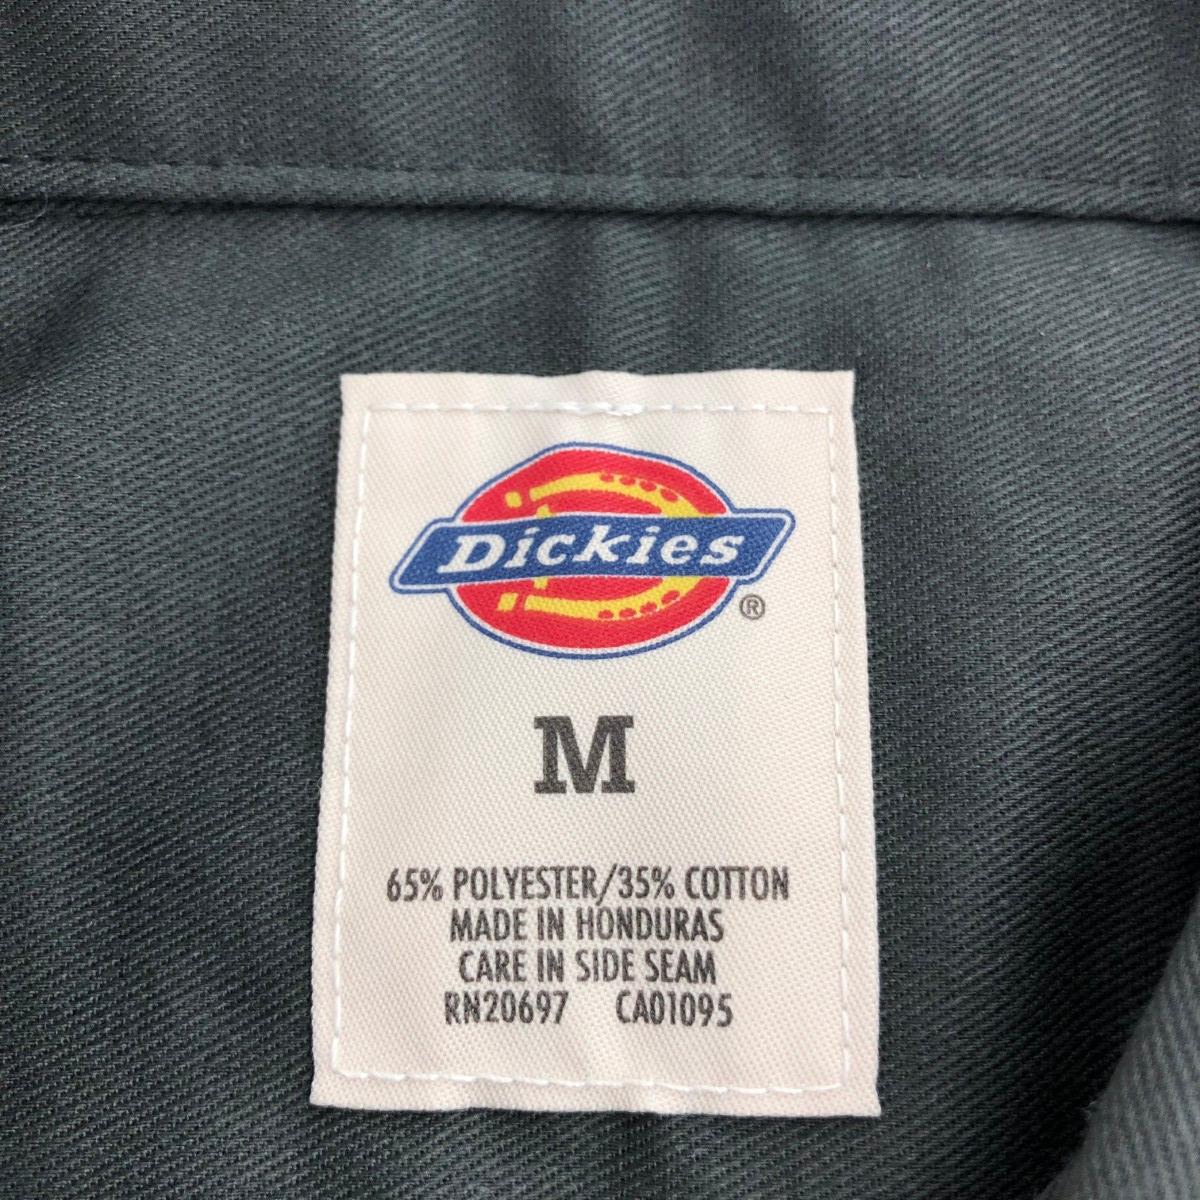 Dickies
®
M
65% POLYESTER/35% COTTON
MADE IN HONDURAS
CARE IN SIDE SEAM
RN20697 CA01095